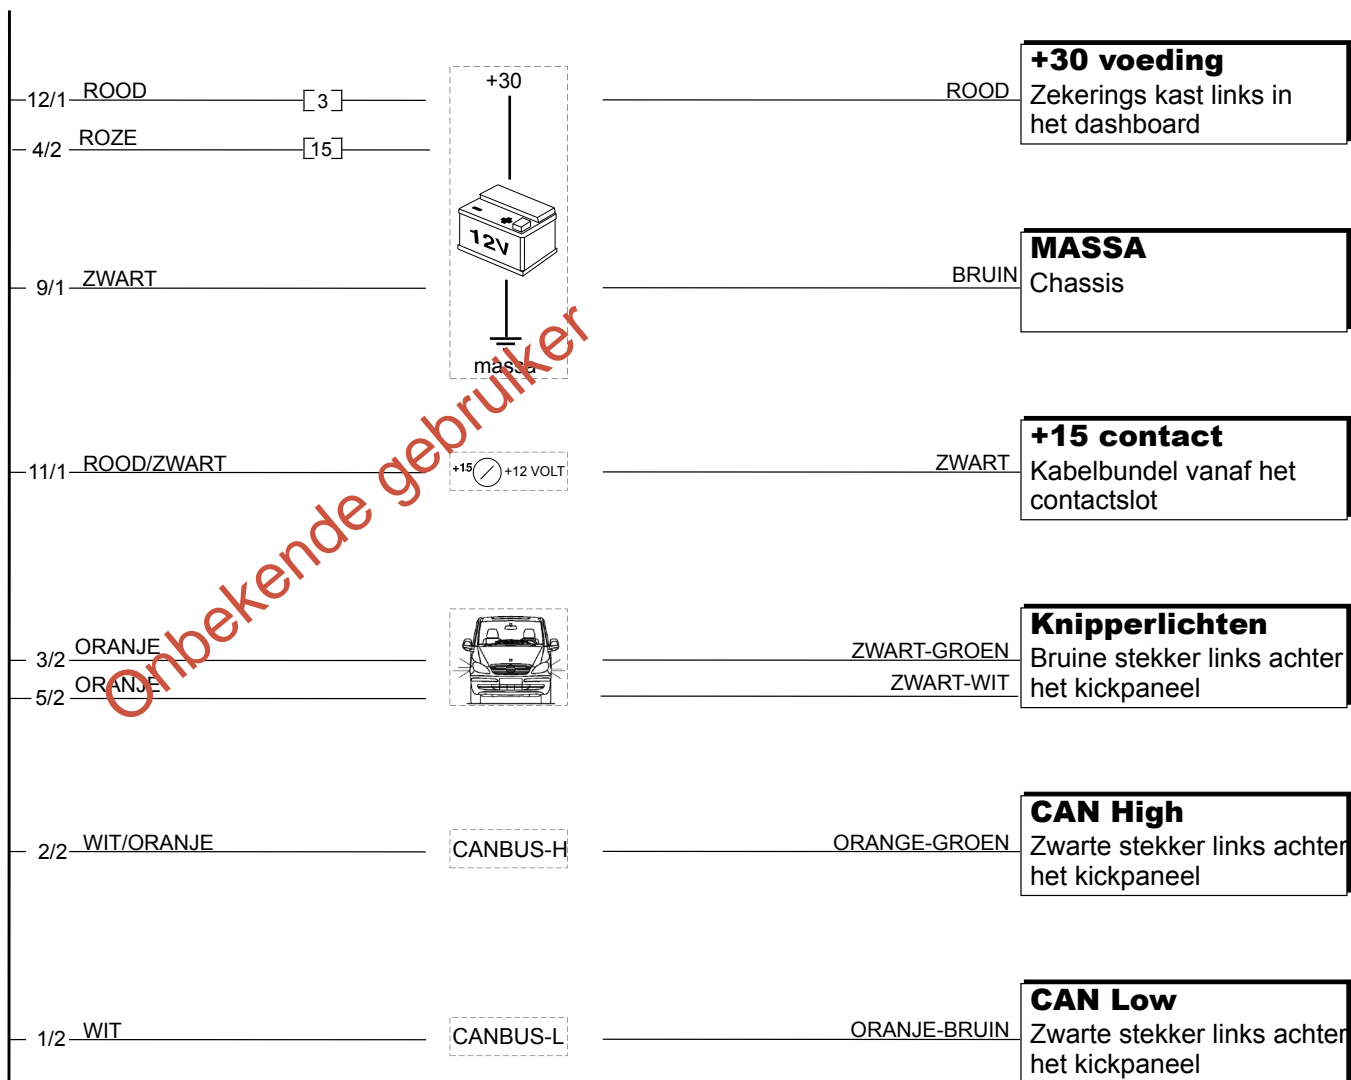 +30 voeding
Zekerings kast links in
het dashboard
12/1 ROOD [3] +30 ROOD
4/2 ROZE [15]
12V
MASSA
Chassis
9/1 ZWART BRUIN
massa
+15 contact
Kabelbundel vanaf het
contactslot
11/1 ROOD/ZWART +15 +12 VOLT ZWART
Onbekende gebruiker
Knipperlichten
Bruine stekker links achter
het kickpaneel
3/2 ORANJE ZWART-GROEN
5/2 ORANJE ZWART-WIT
CAN High
Zwarte stekker links achter
het kickpaneel
2/2 WIT/ORANJE CANBUS-H ORANGE-GROEN
CAN Low
Zwarte stekker links achter
het kickpaneel
1/2 WIT CANBUS-L ORANJE-BRUIN